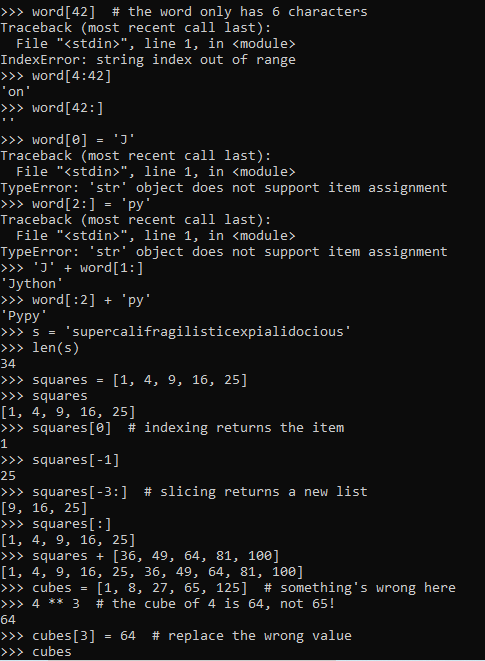 >>> word[42]  # the word only has 6 characters
Traceback (most recent call last):
  File "<stdin>", line 1, in <module>
IndexError: string index out of range
>>> word[4:42]
'on'
>>> word[42:]
''
>>> word[0] = 'J'
Traceback (most recent call last):
  File "<stdin>", line 1, in <module>
TypeError: 'str' object does not support item assignment
>>> word[2:] = 'py'
Traceback (most recent call last):
  File "<stdin>", line 1, in <module>
TypeError: 'str' object does not support item assignment
>>> 'J' + word[1:]
'Jython'
>>> word[:2] + 'py'
'Pypy'
>>> s = 'supercalifragilisticexpialidocious'
>>> len(s)
34
>>> squares = [1, 4, 9, 16, 25]
>>> squares
[1, 4, 9, 16, 25]
>>> squares[0]  # indexing returns the item
1
>>> squares[-1]
25
>>> squares[-3:]  # slicing returns a new list
[9, 16, 25]
>>> squares[:]
[1, 4, 9, 16, 25]
>>> squares + [36, 49, 64, 81, 100]
[1, 4, 9, 16, 25, 36, 49, 64, 81, 100]
>>> cubes = [1, 8, 27, 65, 125]  # something's wrong here
>>> 4 ** 3  # the cube of 4 is 64, not 65!
64
>>> cubes[3] = 64  # replace the wrong value
>>> cubes